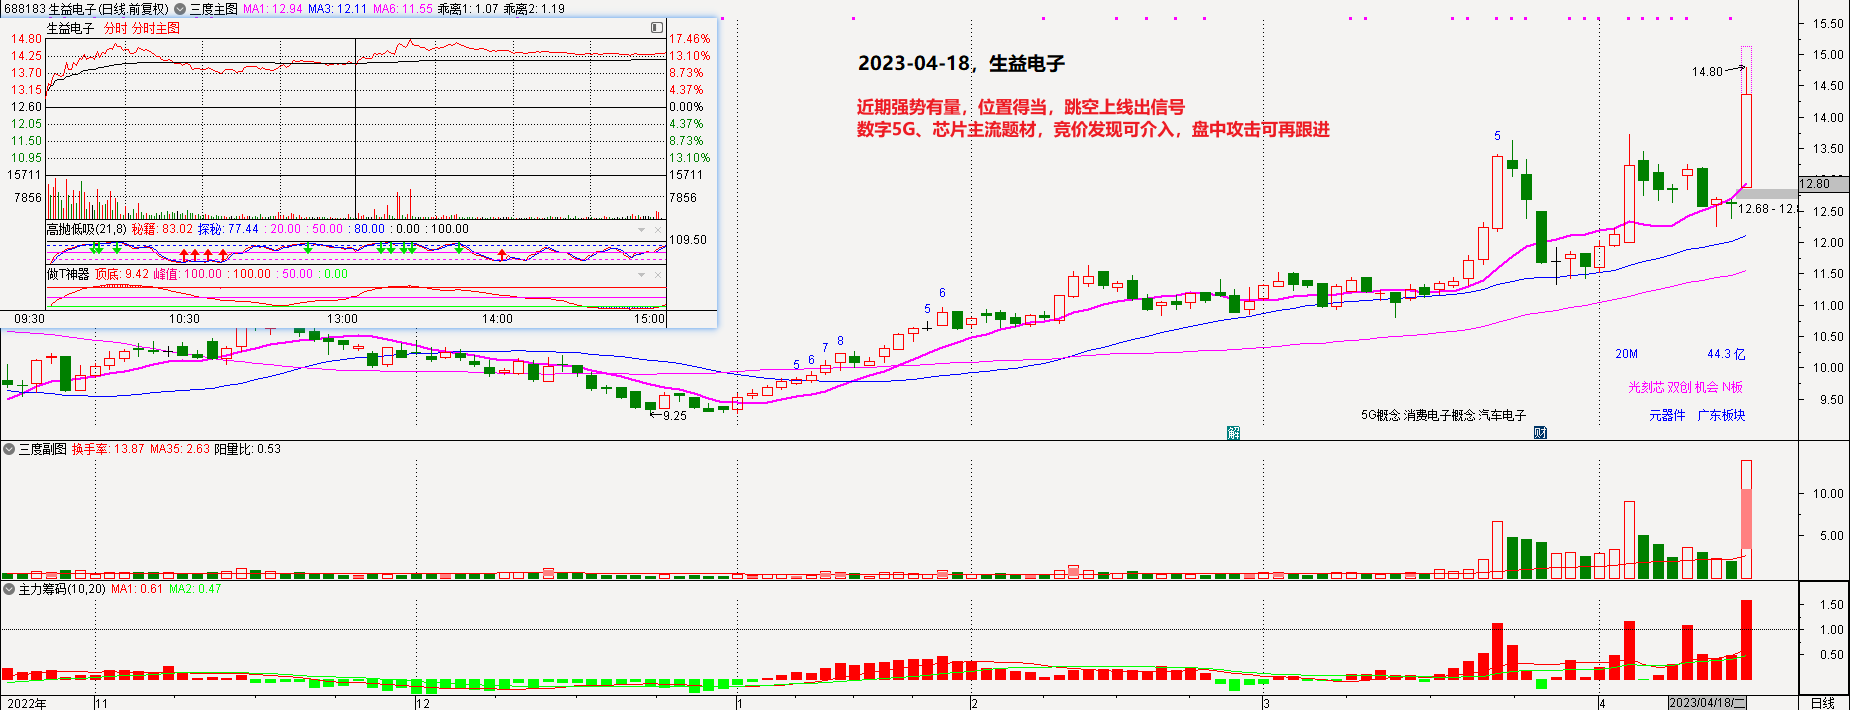 688183 生益电子(日线.前复权) 三度主图 MA1: 12.94 MA3: 12.11 MA6: 11.55 乖离1: 1.07 乖离2: 1.19
生益电子 分时 分时主图
14.80 17.46%
14.25 13.10%
13.70 8.73%
13.15 4.37%
12.60 0.00%
12.05 4.37%
11.50 8.73%
10.95 13.10%
15711 15711
7856 7856
高抛低吸(21,8) 秘籍: 83.02 探秘: 77.44 : 20.00 : 50.00 : 80.00 : 0.00 : 100.00
109.50
做T神器 顶底: 9.42 峰值: 100.00 : 100.00 : 50.00 : 0.00
09:30 10:30 13:00 14:00 15:00
2023-04-18，生益电子
近期强势有量，位置得当，跳空上线出信号
数字5G、芯片主流题材，竞价发现可介入，盘中攻击可再跟进
14.80
5
12.68 - 12.
5 6 7 8 5 6
9.25
20M 44.3 亿
光刻芯 双创 机会 N板
5G概念 消费电子概念 汽车电子 元器件 广东板块
解 财
15.50
15.00
14.50
14.00
13.50
12.80
12.50
12.00
11.50
11.00
10.50
10.00
9.50
三度副图 换手率: 13.87 MA35: 2.63 阳量比: 0.53
10.00
5.00
主力筹码(10,20) MA1: 0.61 MA2: 0.47
1.50
1.00
0.50
2022年 11 12 1 2 3 4 2023/04/18/二 日线